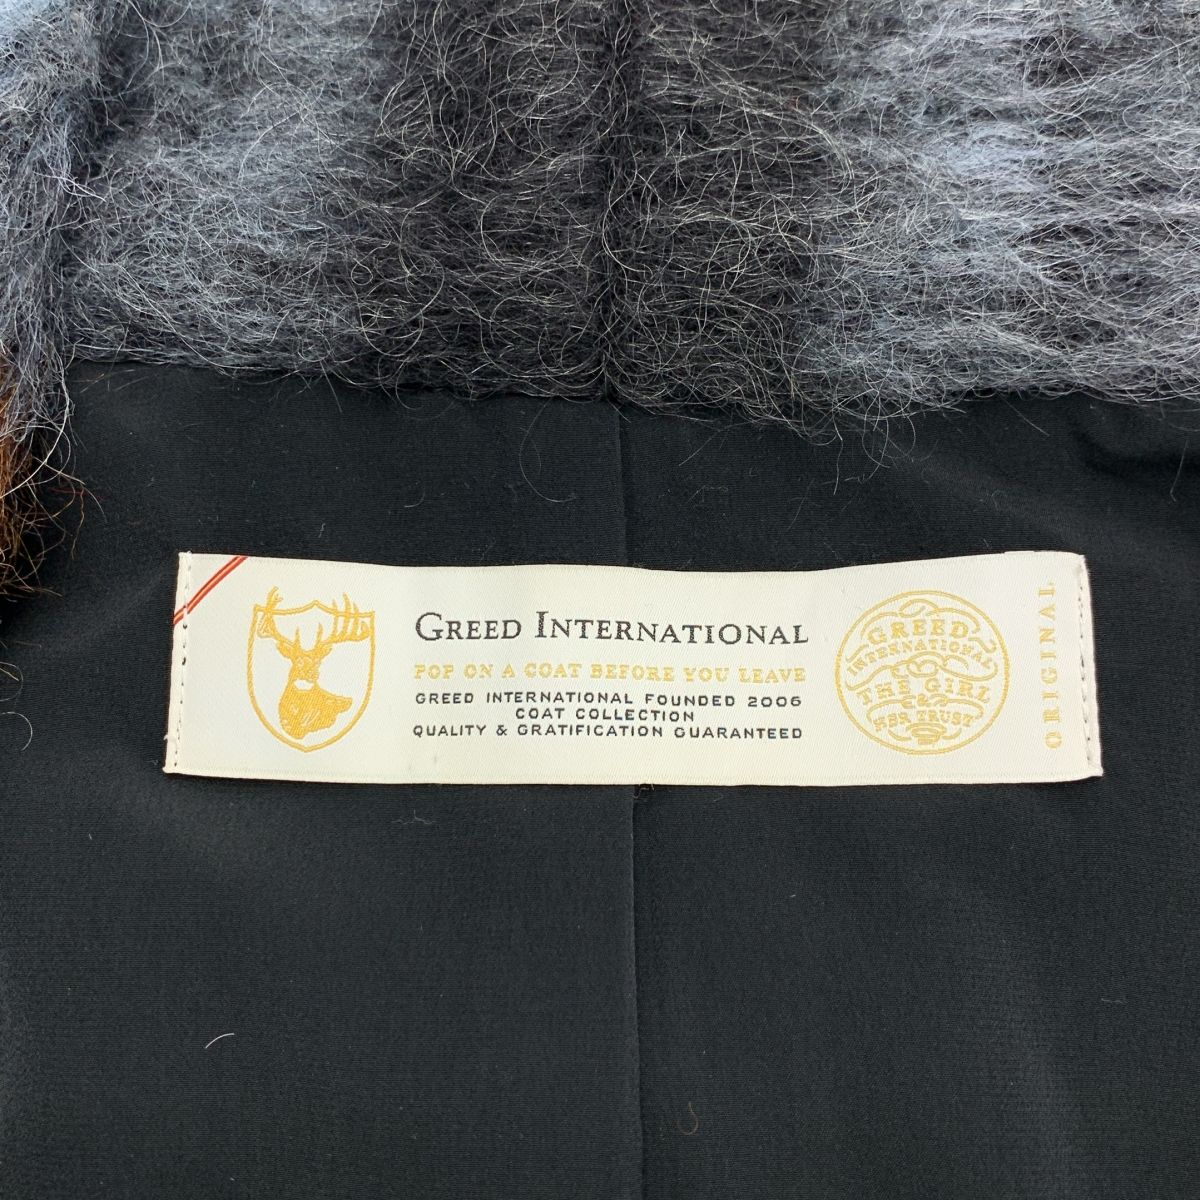 GREED INTERNATIONAL
POP ON A COAT BEFORE YOU LEAVE
GREED INTERNATIONAL FOUNDED 2006
COAT COLLECTION
QUALITY & GRATIFICATION GUARANTEED
GREED
INTERNATIONAL
THE GIRL
&
HER TRUST
ORIGINAL